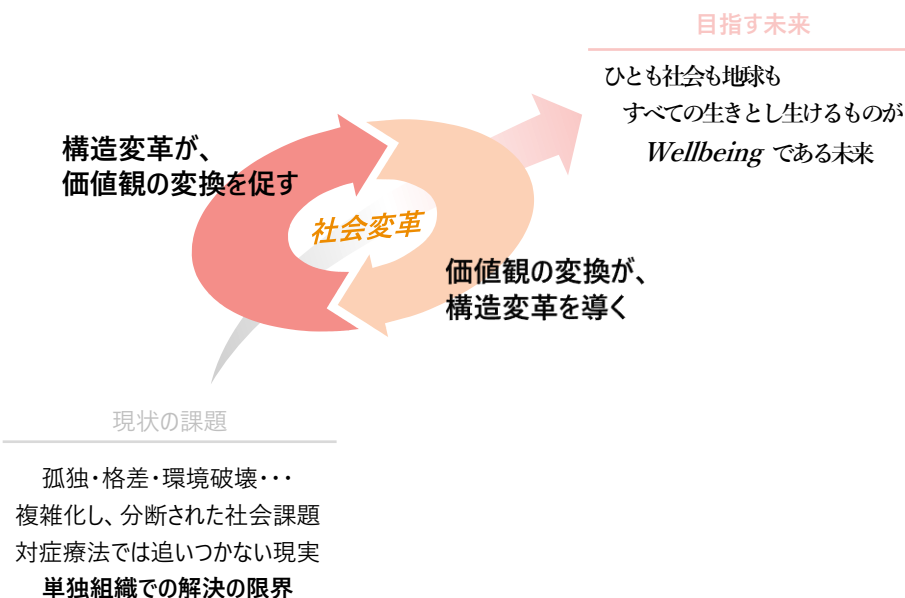 目指す未来
ひとも社会も地球も
すべての生きとし生けるものが
Wellbeing である未来
構造変革が、
価値観の変換を促す
社会変革
価値観の変換が、
構造変革を導く
現状の課題
孤独・格差・環境破壊・・・
複雑化し、分断された社会課題
対症療法では追いつかない現実
単独組織での解決の限界